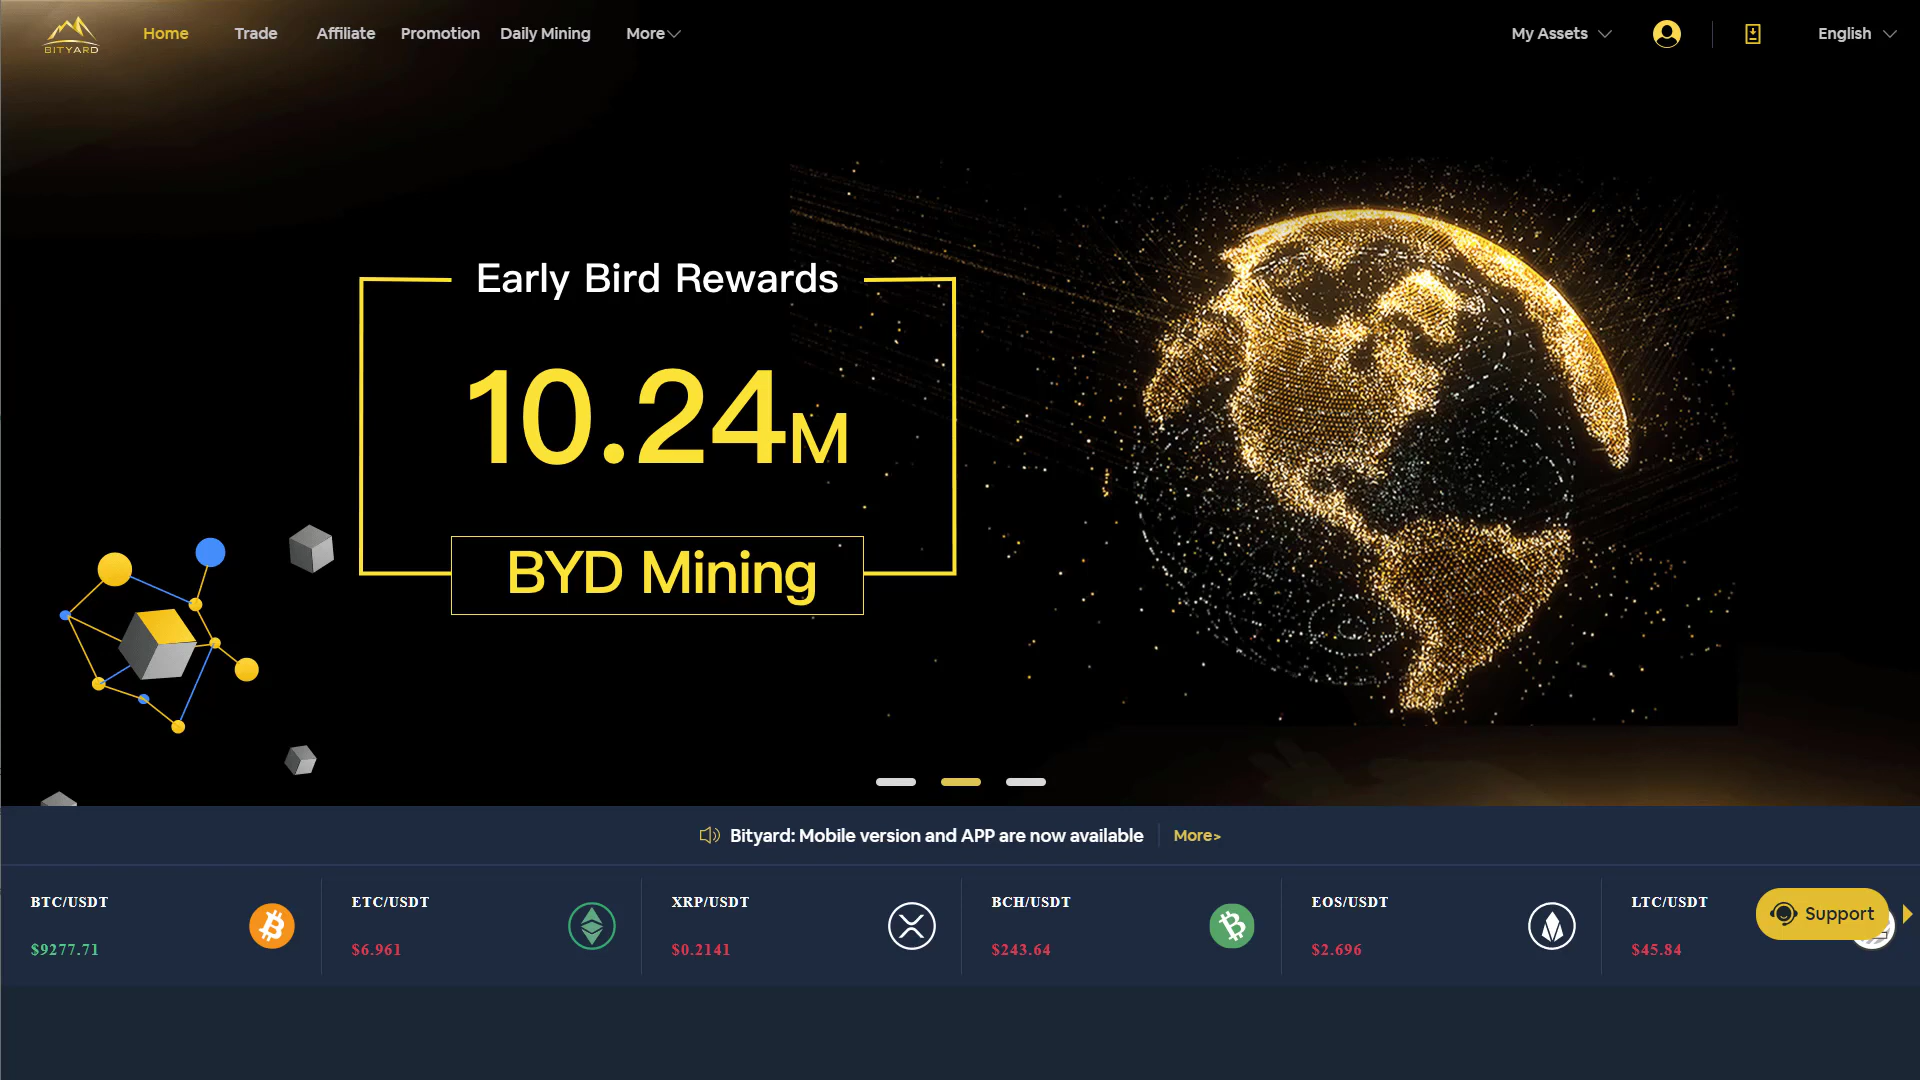 BITYARD
Home
Trade
Affiliate
Promotion
Daily Mining
More
My Assets
English
Early Bird Rewards
10.24M
BYD Mining
Bityard: Mobile version and APP are now available
More>
BTC/USDT
$9277.71
ETC/USDT
$6.961
XRP/USDT
$0.2141
BCH/USDT
$243.64
EOS/USDT
$2.696
LTC/USDT
$45.84
Support